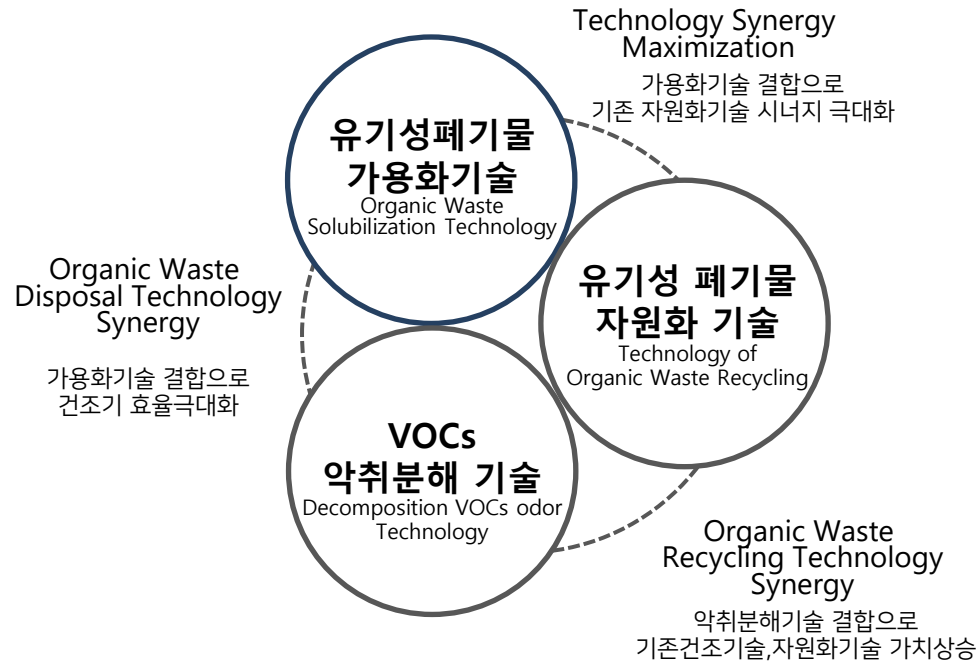 Technology Synergy
Maximization
가용화기술 결합으로
기존 자원화기술 시너지 극대화
유기성폐기물
가용화기술
Organic Waste
Solubilization Technology
유기성 폐기물
자원화 기술
Technology of
Organic Waste Recycling
Organic Waste
Disposal Technology
Synergy
가용화기술 결합으로
건조기 효율극대화
VOCs
악취분해 기술
Decomposition VOCs odor
Technology
Organic Waste
Recycling Technology
Synergy
악취분해기술 결합으로
기존건조기술,자원화기술 가치상승